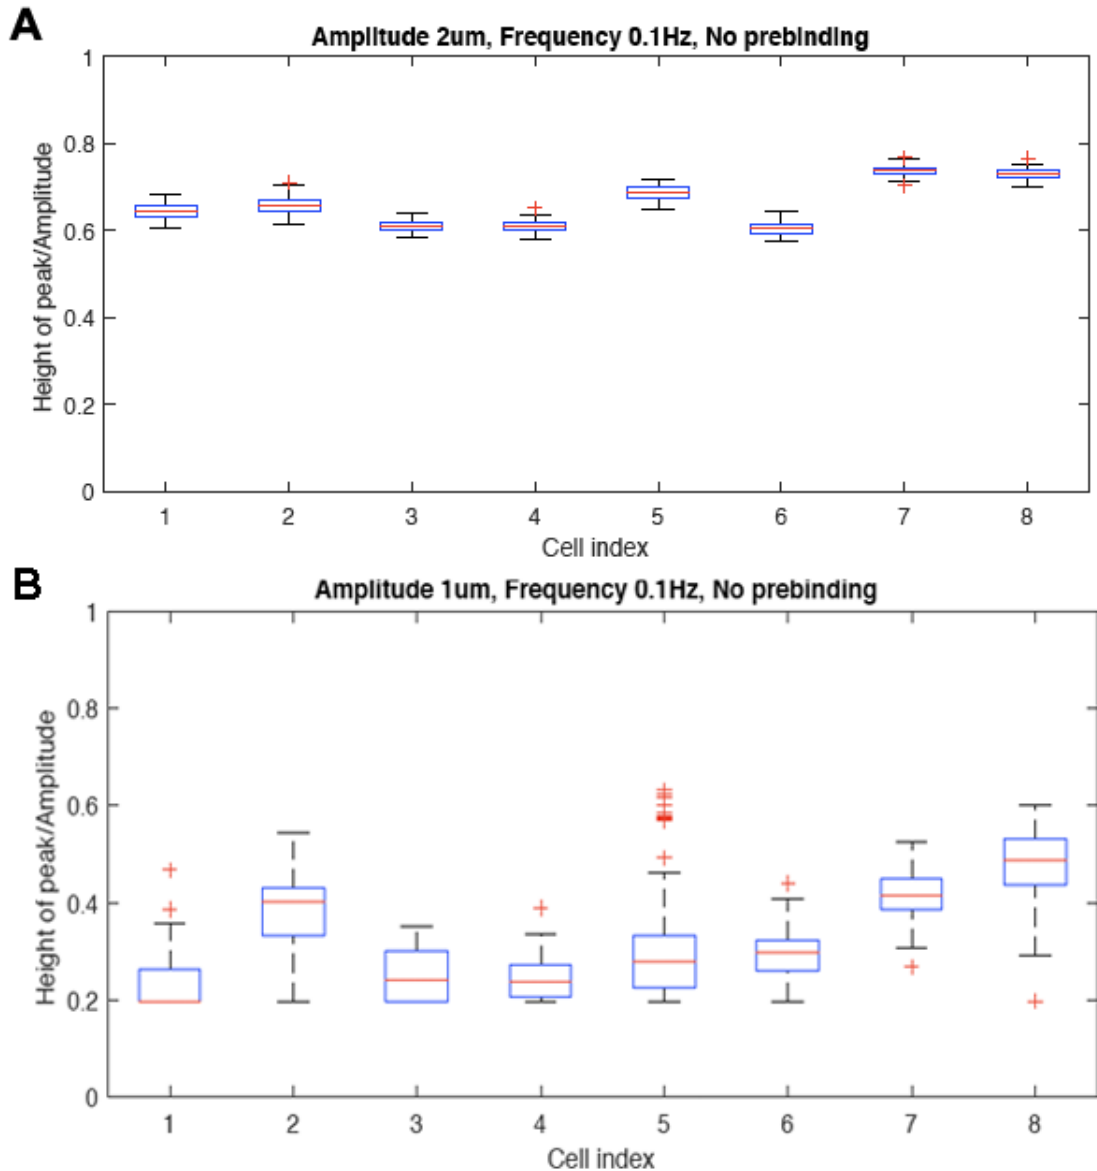 A
Amplitude 2um, Frequency 0.1Hz, No prebinding
Height of peak/Amplitude
1
0.8
0.6
0.4
0.2
0
1 2 3 4 5 6 7 8
Cell index
B
Amplitude 1um, Frequency 0.1Hz, No prebinding
Height of peak/Amplitude
1
0.8
0.6
0.4
0.2
0
1 2 3 4 5 6 7 8
Cell index